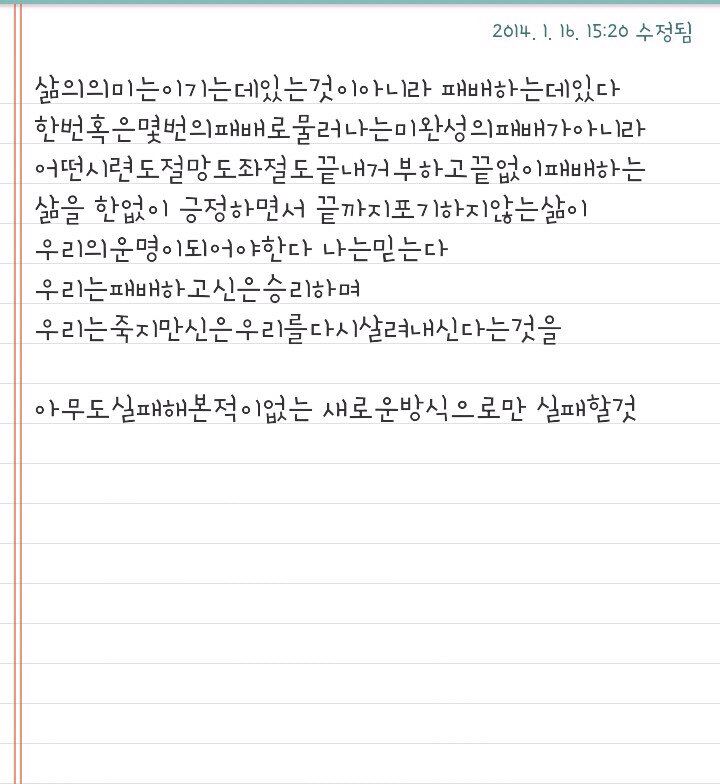 2014. 1. 16. 15:20 수정됨
삶의의미는이기는데있는것이아니라 패배하는데있다
한번혹은몇번의패배로물러나는미완성의패배가아니라
어떤시련도절망도좌절도끝내거부하고끝없이패배하는
삶을 한없이 긍정하면서 끝까지포기하지않는삶이
우리의운명이되어야한다 나는믿는다
우리는패배하고신은승리하며
우리는죽지만신은우리를다시살려내신다는것을
아무도실패해본적이없는 새로운방식으로만 실패할것